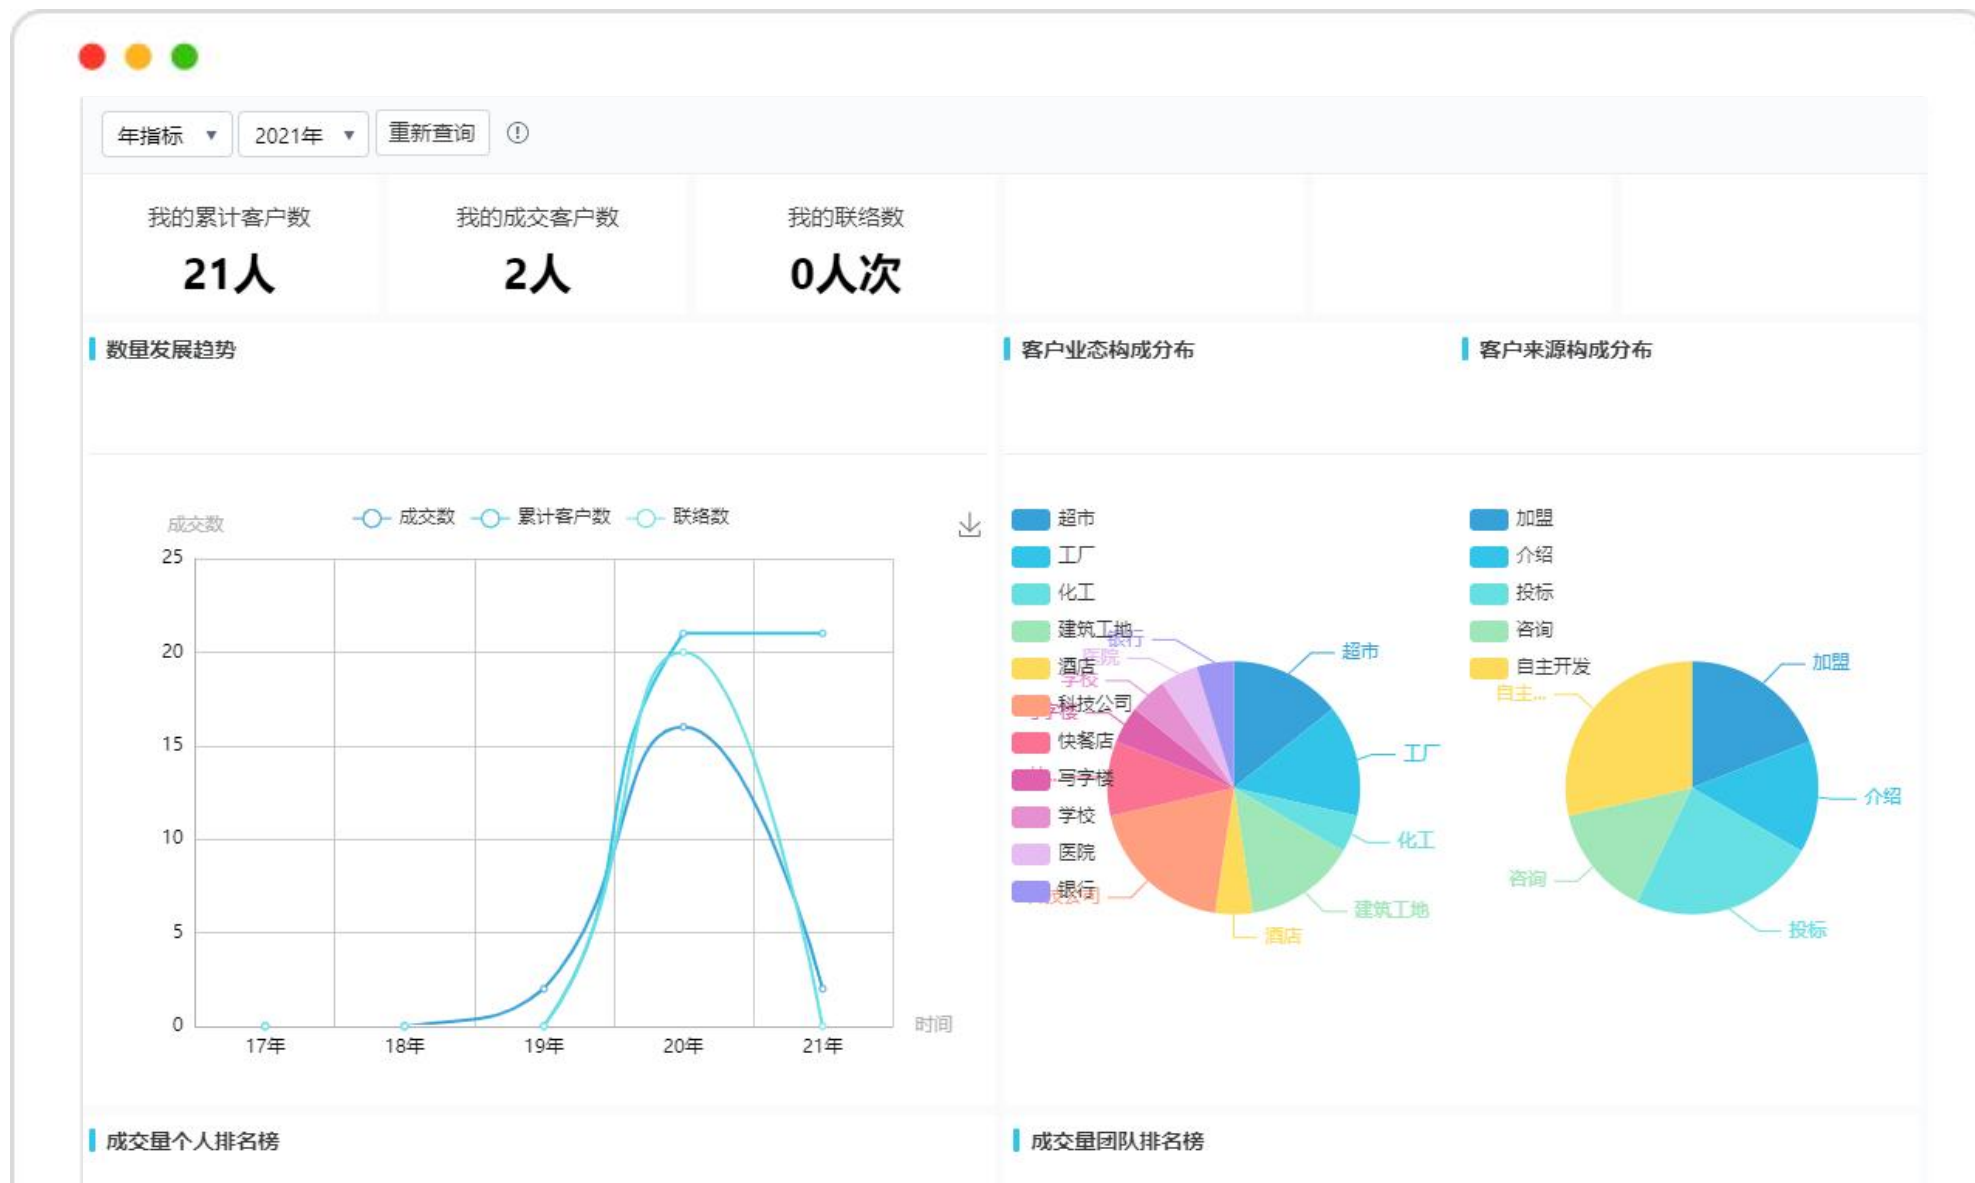 年指标 2021年 重新查询
我的累计客户数 我的成交客户数 我的联络数
21人 2人 0人次
数量发展趋势
成交数
成交数 累计客户数 联络数
25
20
15
10
5
0
17年 18年 19年 20年 21年
时间
客户业态构成分布
超市
工厂
化工
建筑工地
酒店
科技公司
快餐店
写字楼
学校
医院
银行
超市
工厂
化工
建筑工地
酒店
学校
医院
银行
客户来源构成分布
加盟
介绍
投标
咨询
自主开发
加盟
介绍
投标
咨询
自主...
成交量个人排名榜
成交量团队排名榜